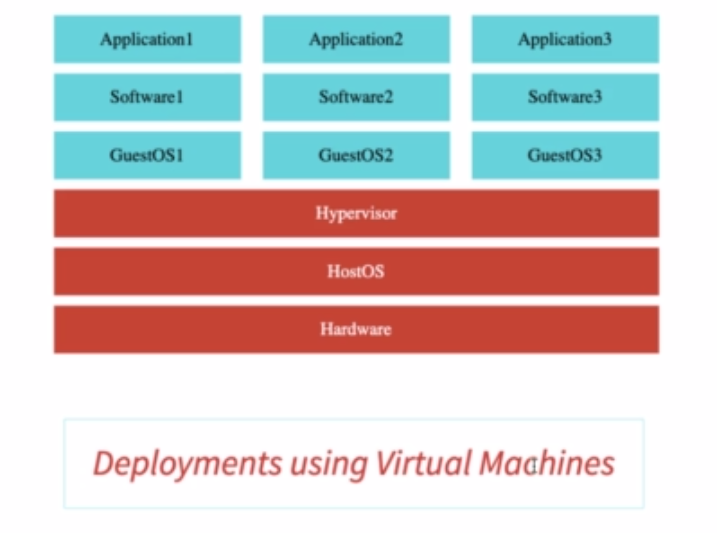 Application1 Application2 Application3
Software1 Software2 Software3
GuestOS1 GuestOS2 GuestOS3
Hypervisor
HostOS
Hardware
Deployments using Virtual Machines